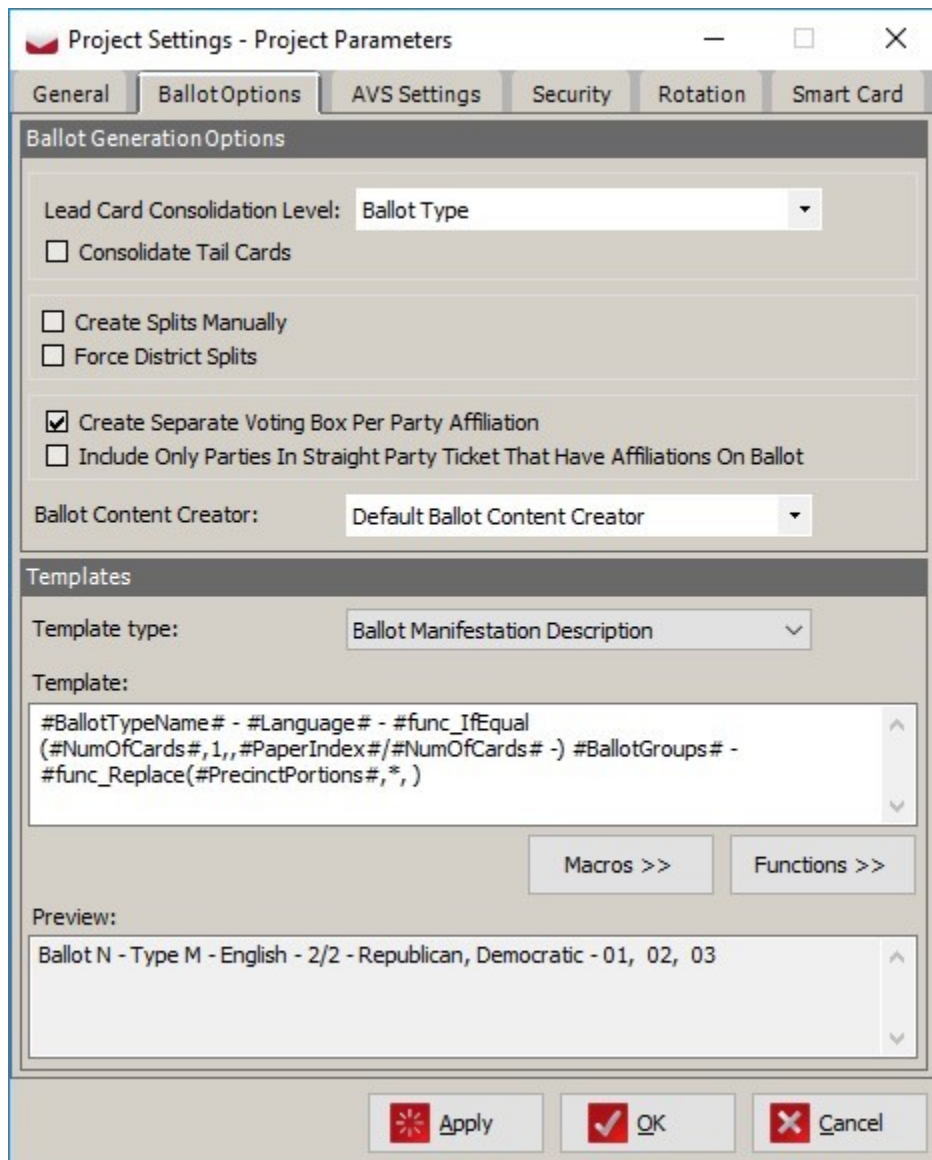 Project Settings - Project Parameters
General
Ballot Options
AVS Settings
Security
Rotation
Smart Card
Ballot Generation Options
Lead Card Consolidation Level: Ballot Type
Consolidate Tail Cards
Create Splits Manually
Force District Splits
Create Separate Voting Box Per Party Affiliation
Include Only Parties In Straight Party Ticket That Have Affiliations On Ballot
Ballot Content Creator: Default Ballot Content Creator
Templates
Template type: Ballot Manifestation Description
Template:
#BallotTypeName# - #Language# - #func_IfEqual
(#NumOfCards#,1,,#PaperIndex#/#NumOfCards# -) #BallotGroups# -
#func_Replace(#PrecinctPortions#,*, )
Macros >>
Functions >>
Preview:
Ballot N - Type M - English - 2/2 - Republican, Democratic - 01, 02, 03
Apply
OK
Cancel